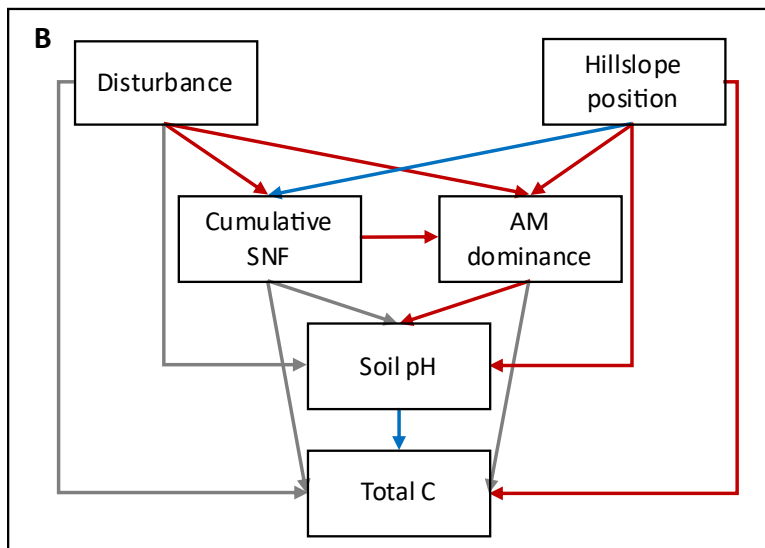 B
Disturbance
Hillslope
position
Cumulative
SNF
AM
dominance
Soil pH
Total C